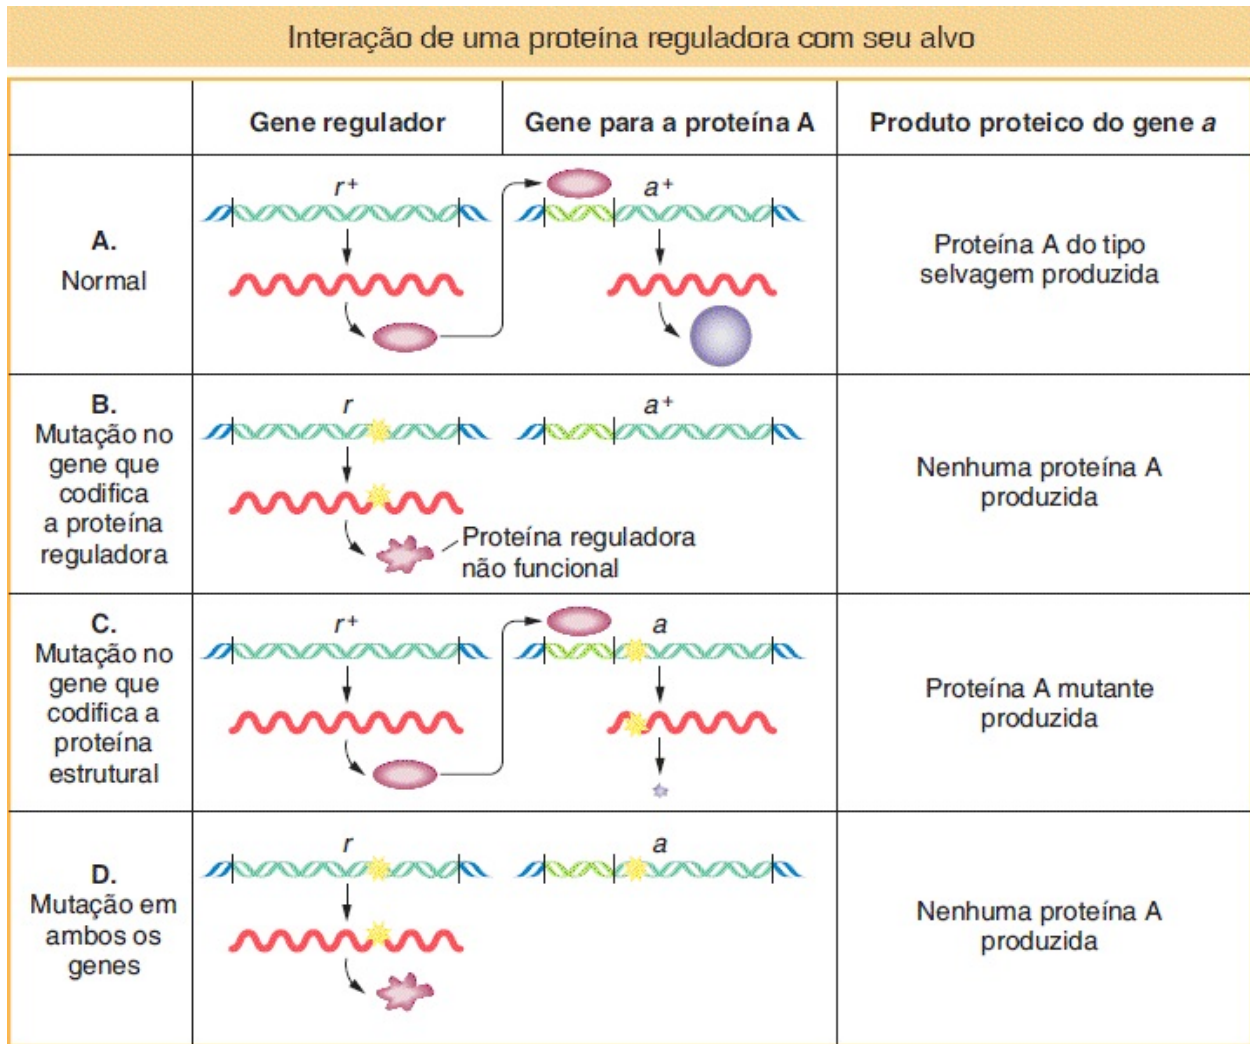 Interação de uma proteína reguladora com seu alvo
Gene regulador
Gene para a proteína A
Produto proteico do gene a
A.
Normal
r+
a+
Proteína A do tipo
selvagem produzida
B.
Mutação no
gene que
codifica
a proteína
reguladora
r
a+
Proteína reguladora
não funcional
Nenhuma proteína A
produzida
C.
Mutação no
gene que
codifica a
proteína
estrutural
r+
a
Proteína A mutante
produzida
D.
Mutação em
ambos os
genes
r
a
Nenhuma proteína A
produzida